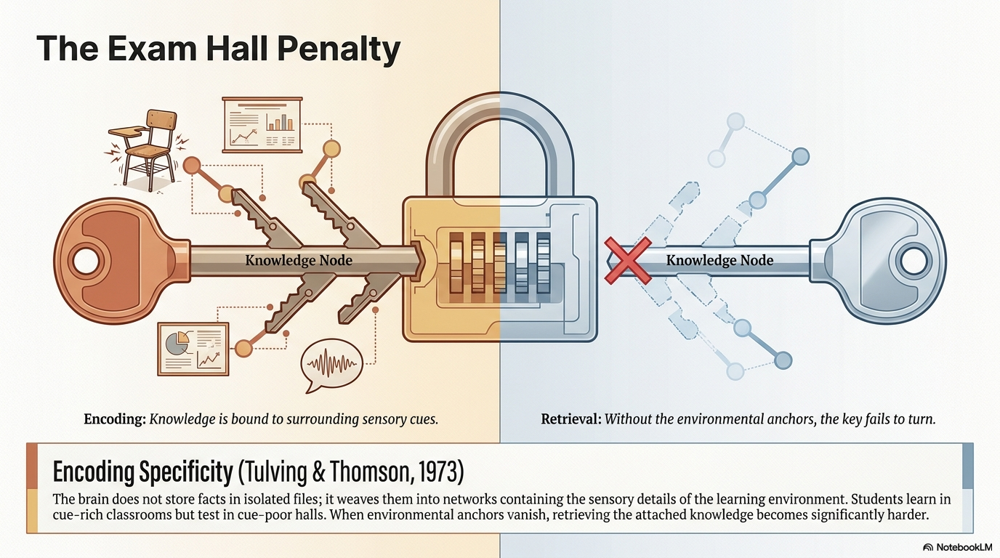 The Exam Hall Penalty
Knowledge Node
Knowledge Node
Encoding: Knowledge is bound to surrounding sensory cues.
Retrieval: Without the environmental anchors, the key fails to turn.
Encoding Specificity (Tulving & Thomson, 1973)
The brain does not store facts in isolated files; it weaves them into networks containing the sensory details of the learning environment. Students learn in
cue-rich classrooms but test in cue-poor halls. When environmental anchors vanish, retrieving the attached knowledge becomes significantly harder.
NotebookLM